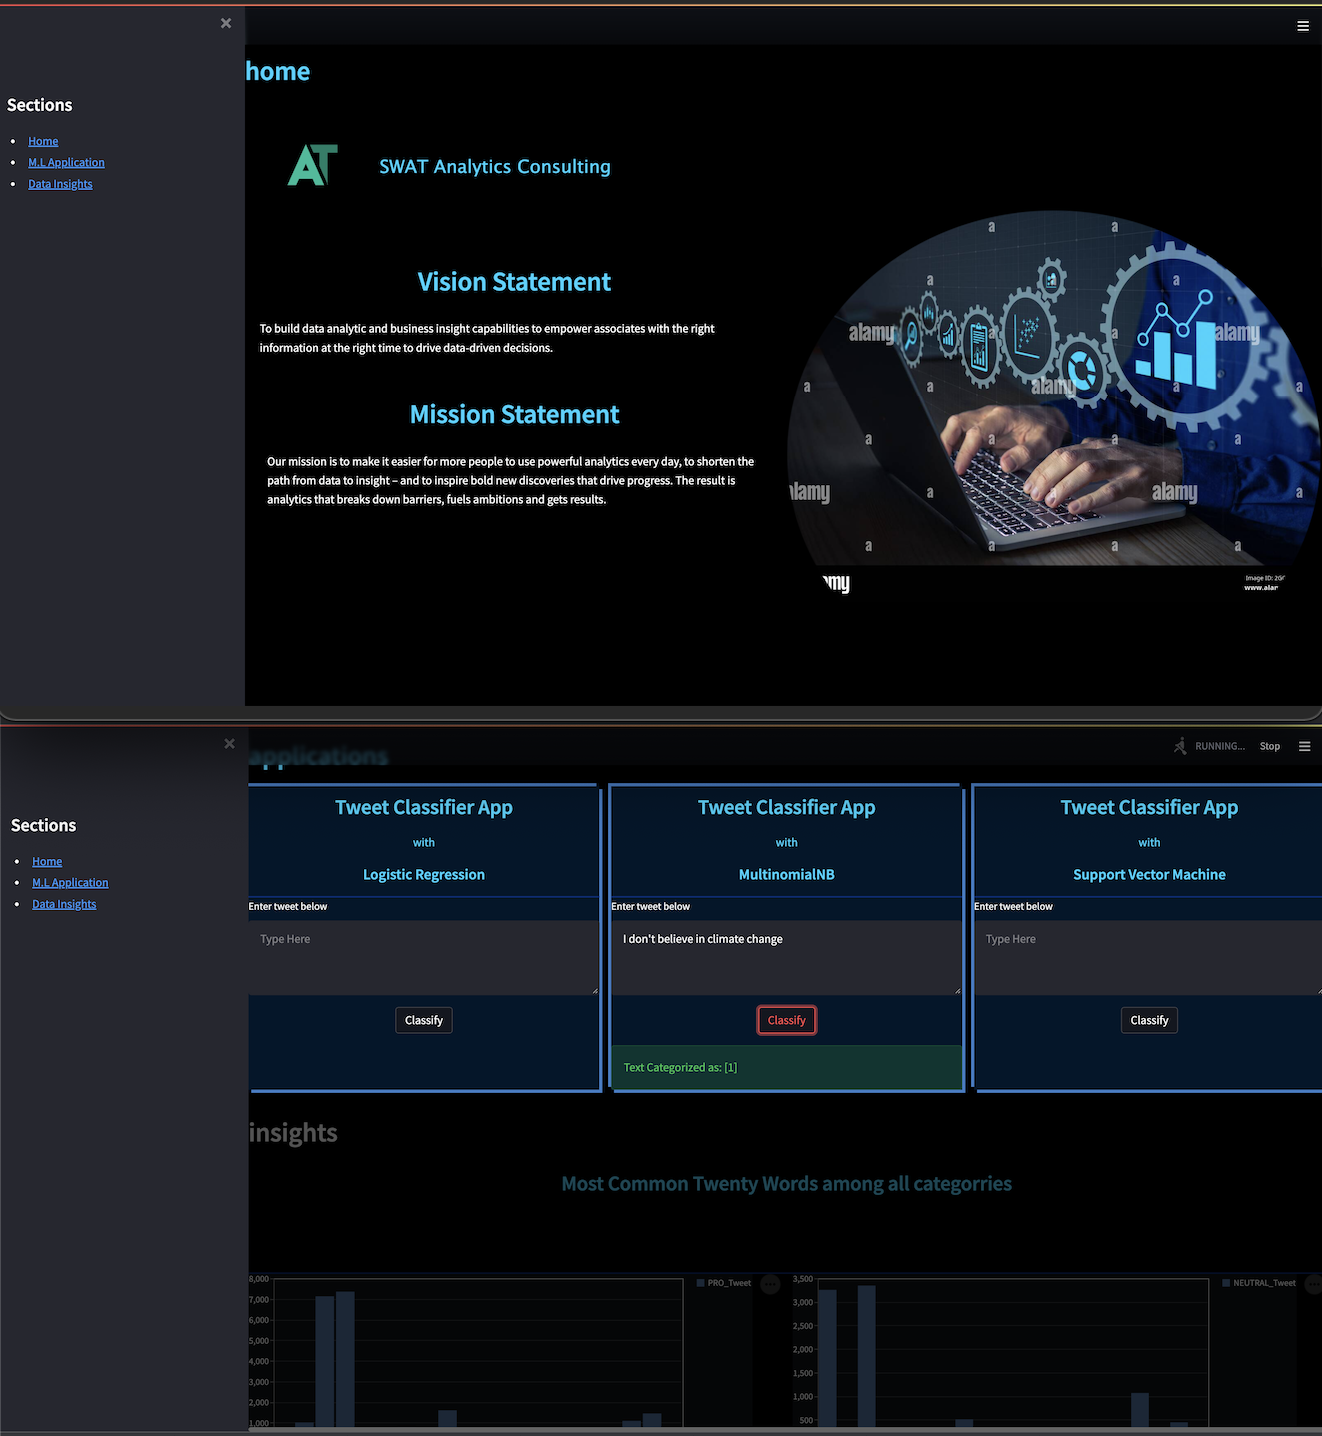 ×
home
Sections
Home
M.L Application
Data Insights
AT
SWAT Analytics Consulting
Vision Statement
To build data analytic and business insight capabilities to empower associates with the right
information at the right time to drive data-driven decisions.
Mission Statement
Our mission is to make it easier for more people to use powerful analytics every day, to shorten the
path from data to insight – and to inspire bold new discoveries that drive progress. The result is
analytics that breaks down barriers, fuels ambitions and gets results.
a a
a a
alamy a alamy
a a alamy a a
a a a a
alamy a a alamy a
a a a a
amy
Image ID: 2G
www.alar
×
applications
RUNNING...
Stop
Sections
Home
M.L Application
Data Insights
Tweet Classifier App
with
Logistic Regression
Enter tweet below
Type Here
Classify
Tweet Classifier App
with
MultinomialNB
Enter tweet below
I don't believe in climate change
Classify
Text Categorized as: [1]
Tweet Classifier App
with
Support Vector Machine
Enter tweet below
Type Here
Classify
insights
Most Common Twenty Words among all categorries
8,000
7,000
6,000
5,000
4,000
3,000
2,000
1,000
PRO_Tweet
3,500
3,000
2,500
2,000
1,500
1,000
500
NEUTRAL_Tweet